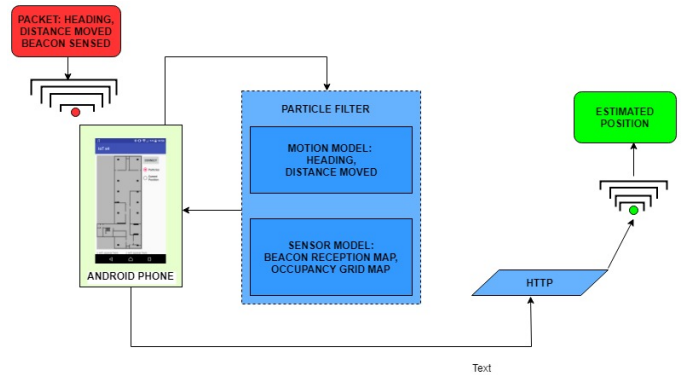 PACKET: HEADING,
DISTANCE MOVED
BEACON SENSED
PARTICLE FILTER
MOTION MODEL:
HEADING,
DISTANCE MOVED
SENSOR MODEL:
BEACON RECEPTION MAP,
OCCUPANCY GRID MAP
ANDROID PHONE
ESTIMATED
POSITION
HTTP
Text